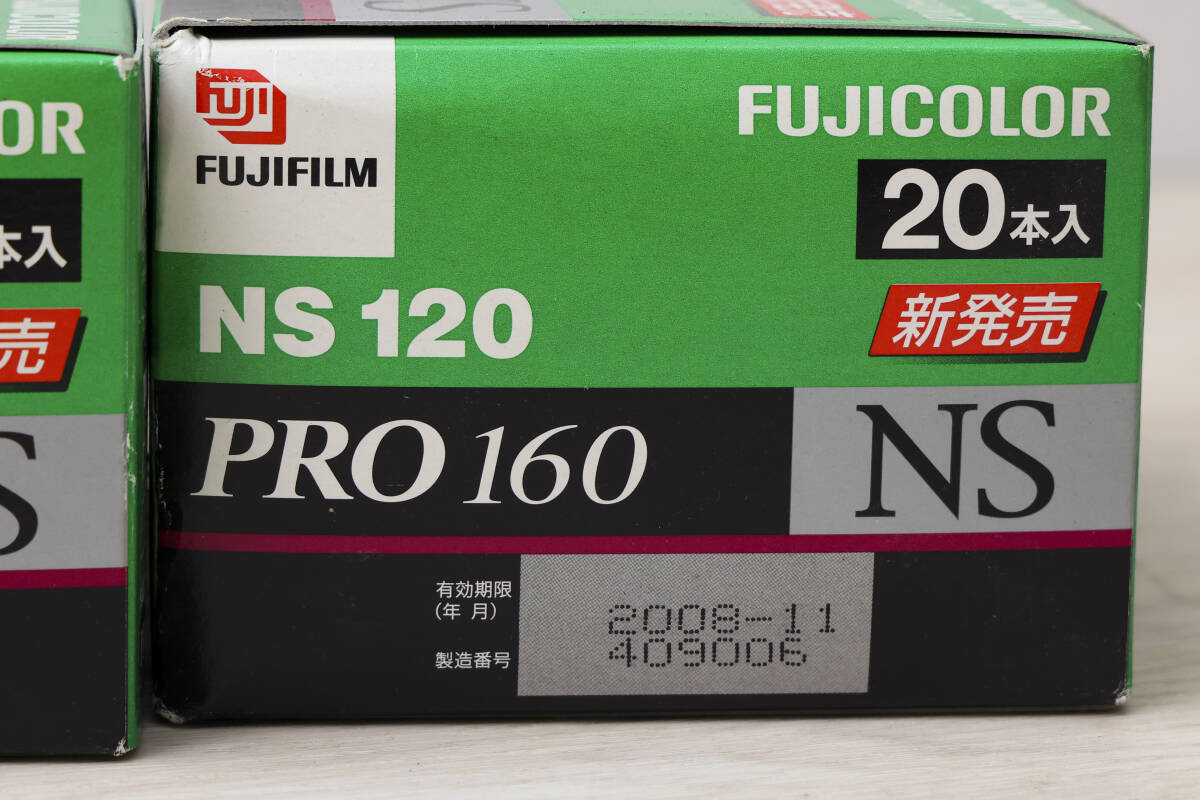 OR
本入
売
S
FUJI
FUJIFILM
FUJICOLOR
20本入
NS 120
新発売
PRO 160
NS
有効期限
(年 月)
2008-11
製造番号
409006